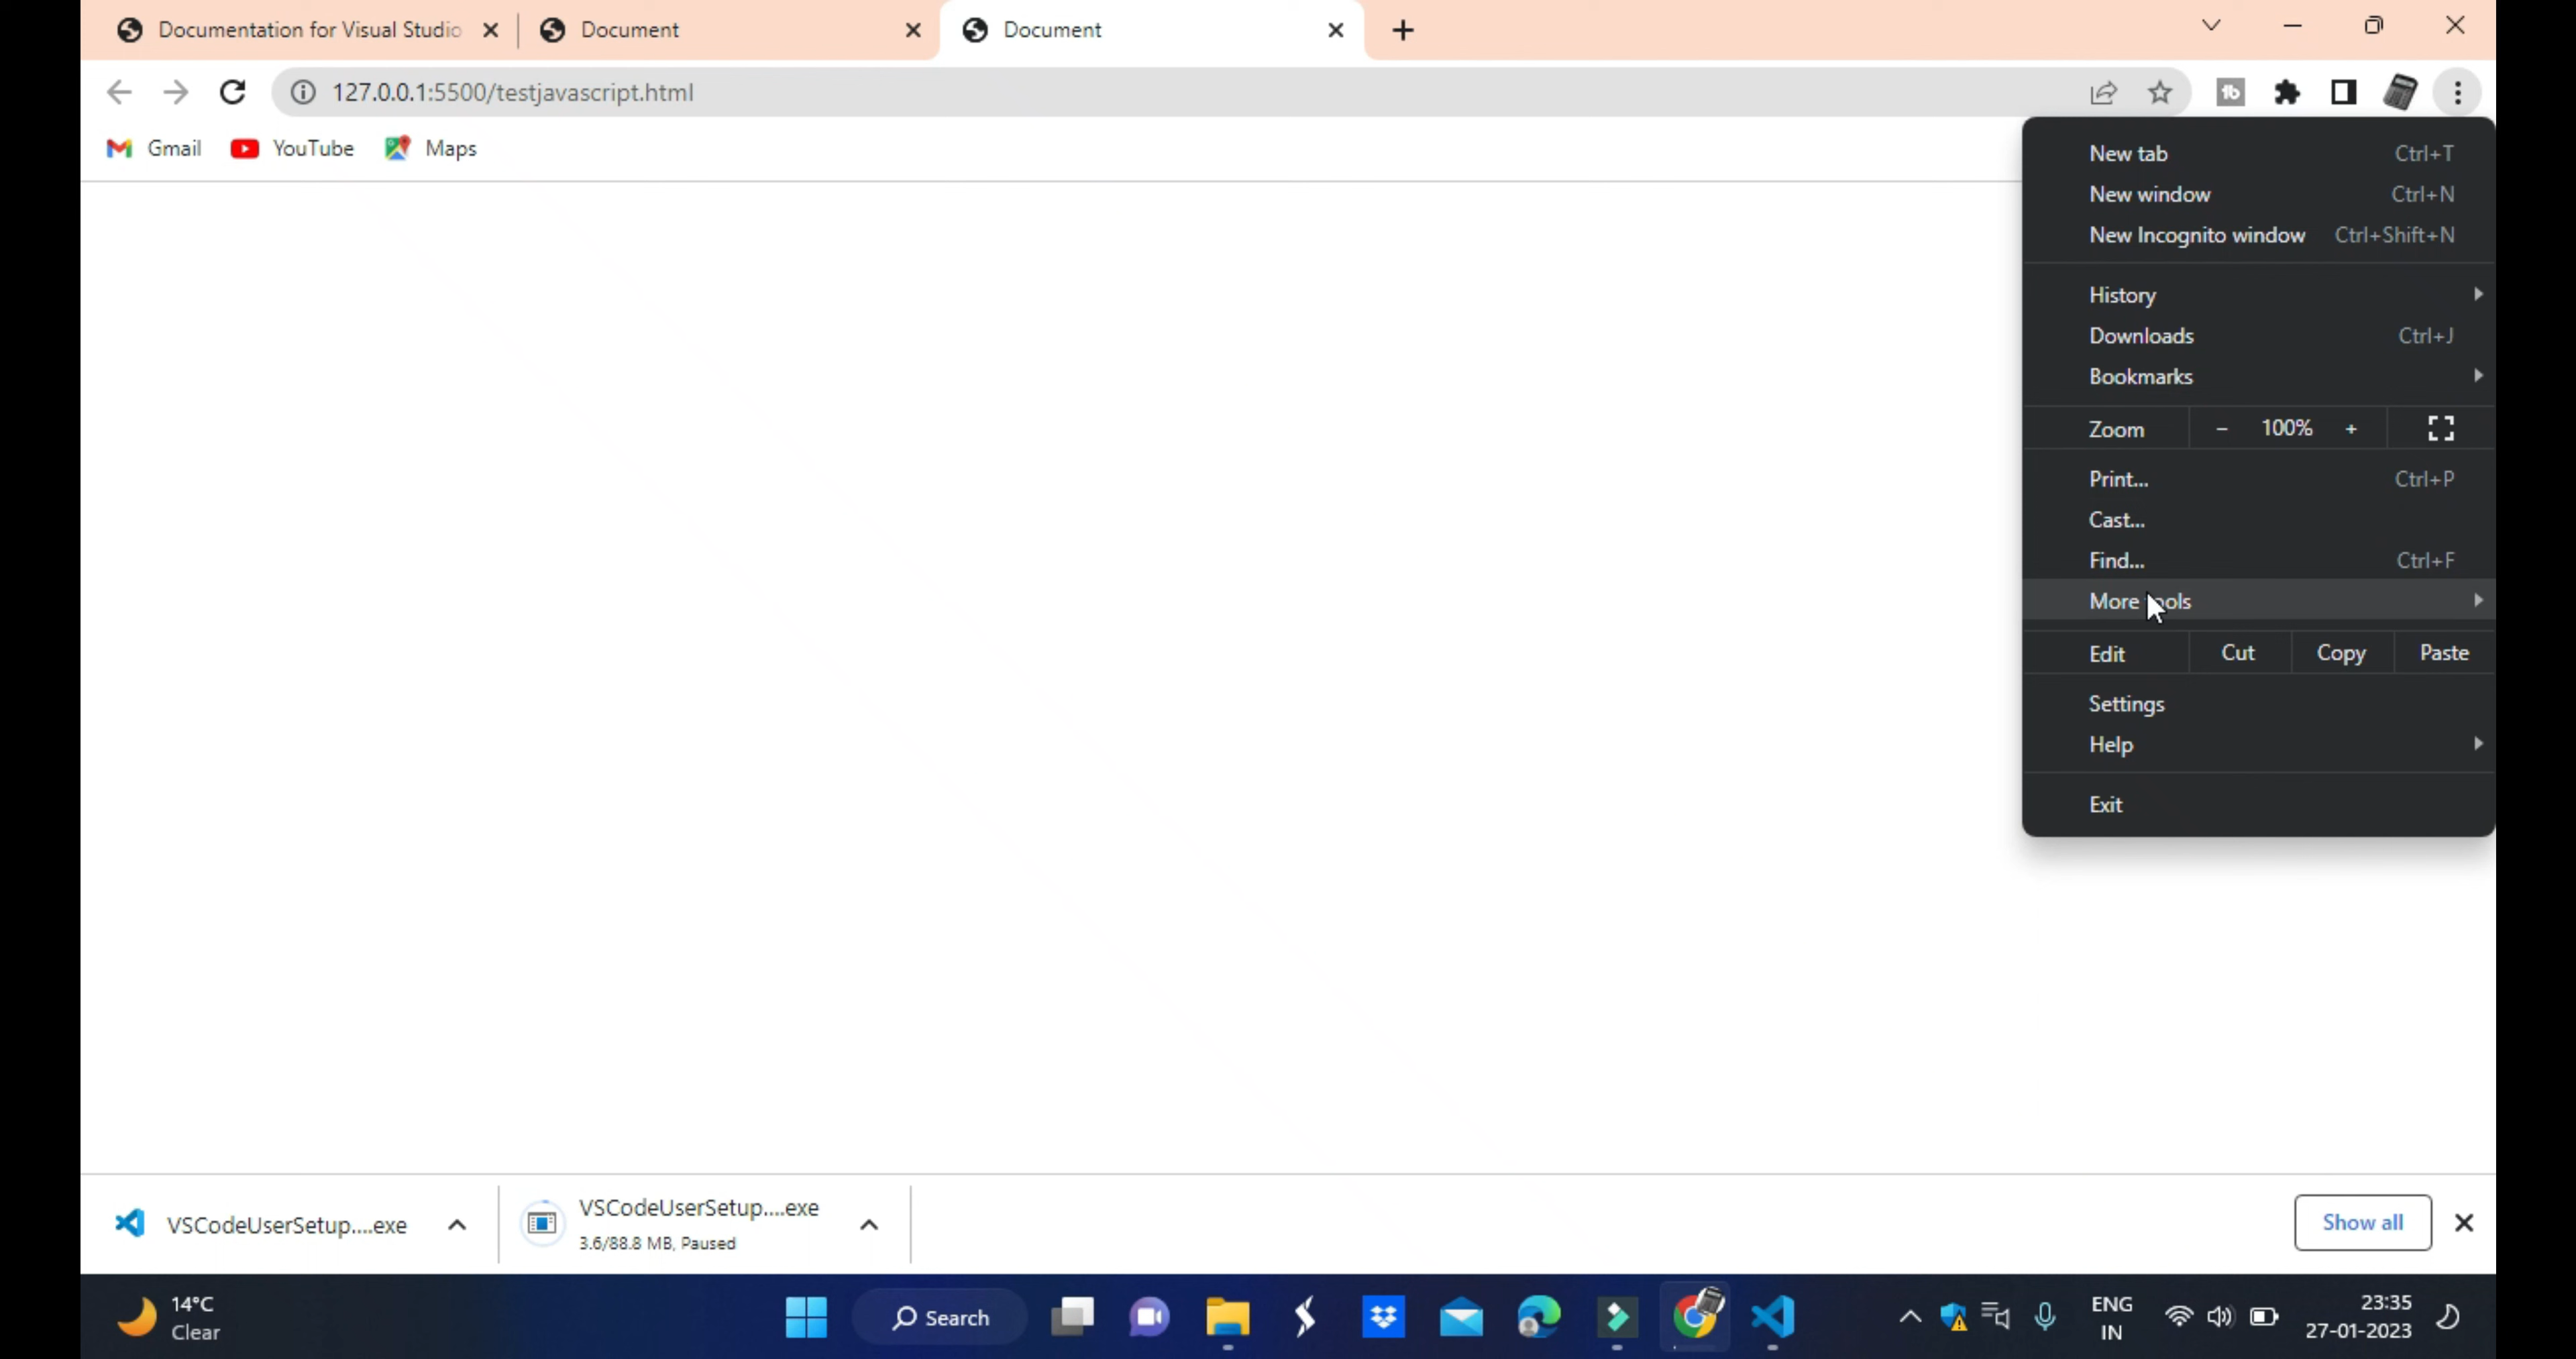 Documentation for Visual Studio
Document
Document
127.0.0.1:5500/testjavascript.html
Gmail
YouTube
Maps
New tab Ctrl+T
New window Ctrl+N
New Incognito window Ctrl+Shift+N
History
Downloads Ctrl+J
Bookmarks
Zoom - 100% +
Print... Ctrl+P
Cast...
Find... Ctrl+F
More tools
Edit Cut Copy Paste
Settings
Help
Exit
VSCodeUserSetup....exe
VSCodeUserSetup....exe
3.6/88.8 MB, Paused
Show all
14°C
Clear
Search
ENG
IN
23:35
27-01-2023